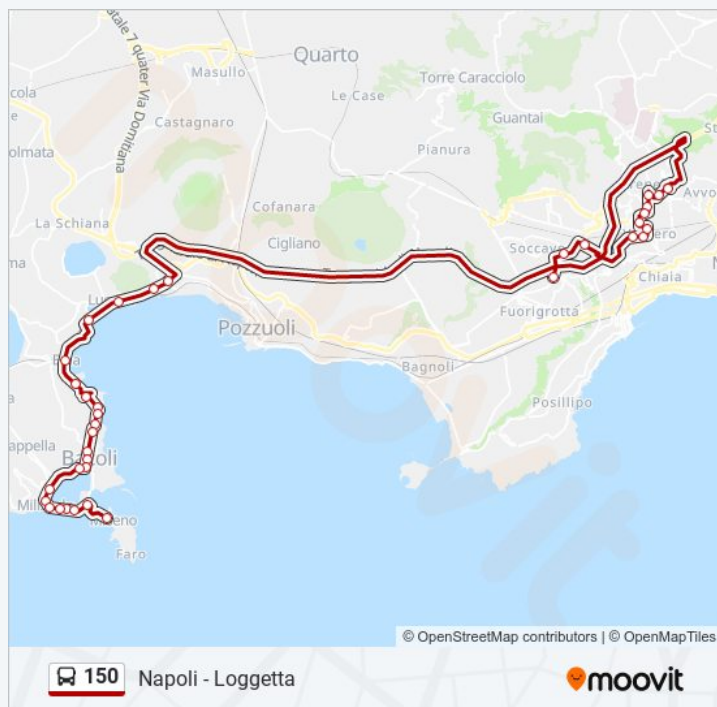 Quarto
Masullo
Torre Caracciolo
Le Case
Guantai
Castagnaro
Pianura
Cofanara
La Schiana
Cigliano
Soccavo
Chiaia
Fuorigrotta
Pozzuoli
Bagnoli
Posillipo
Bacoli
Miseno
Faro
© OpenStreetMap contributors | © OpenMapTiles
150 Napoli - Loggetta
moovit